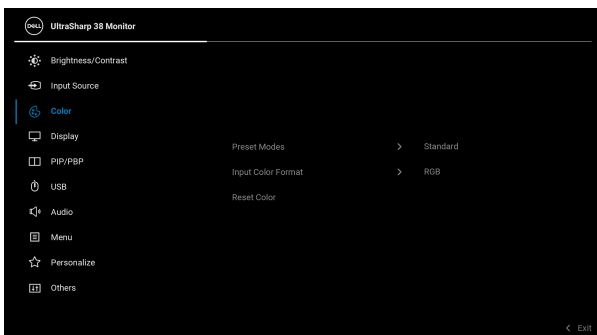 DELL UltraSharp 38 Monitor
Brightness/Contrast
Input Source
Color
Display
PIP/PBP
USB
Audio
Menu
Personalize
Others
Preset Modes > Standard
Input Color Format > RGB
Reset Color
< Exit